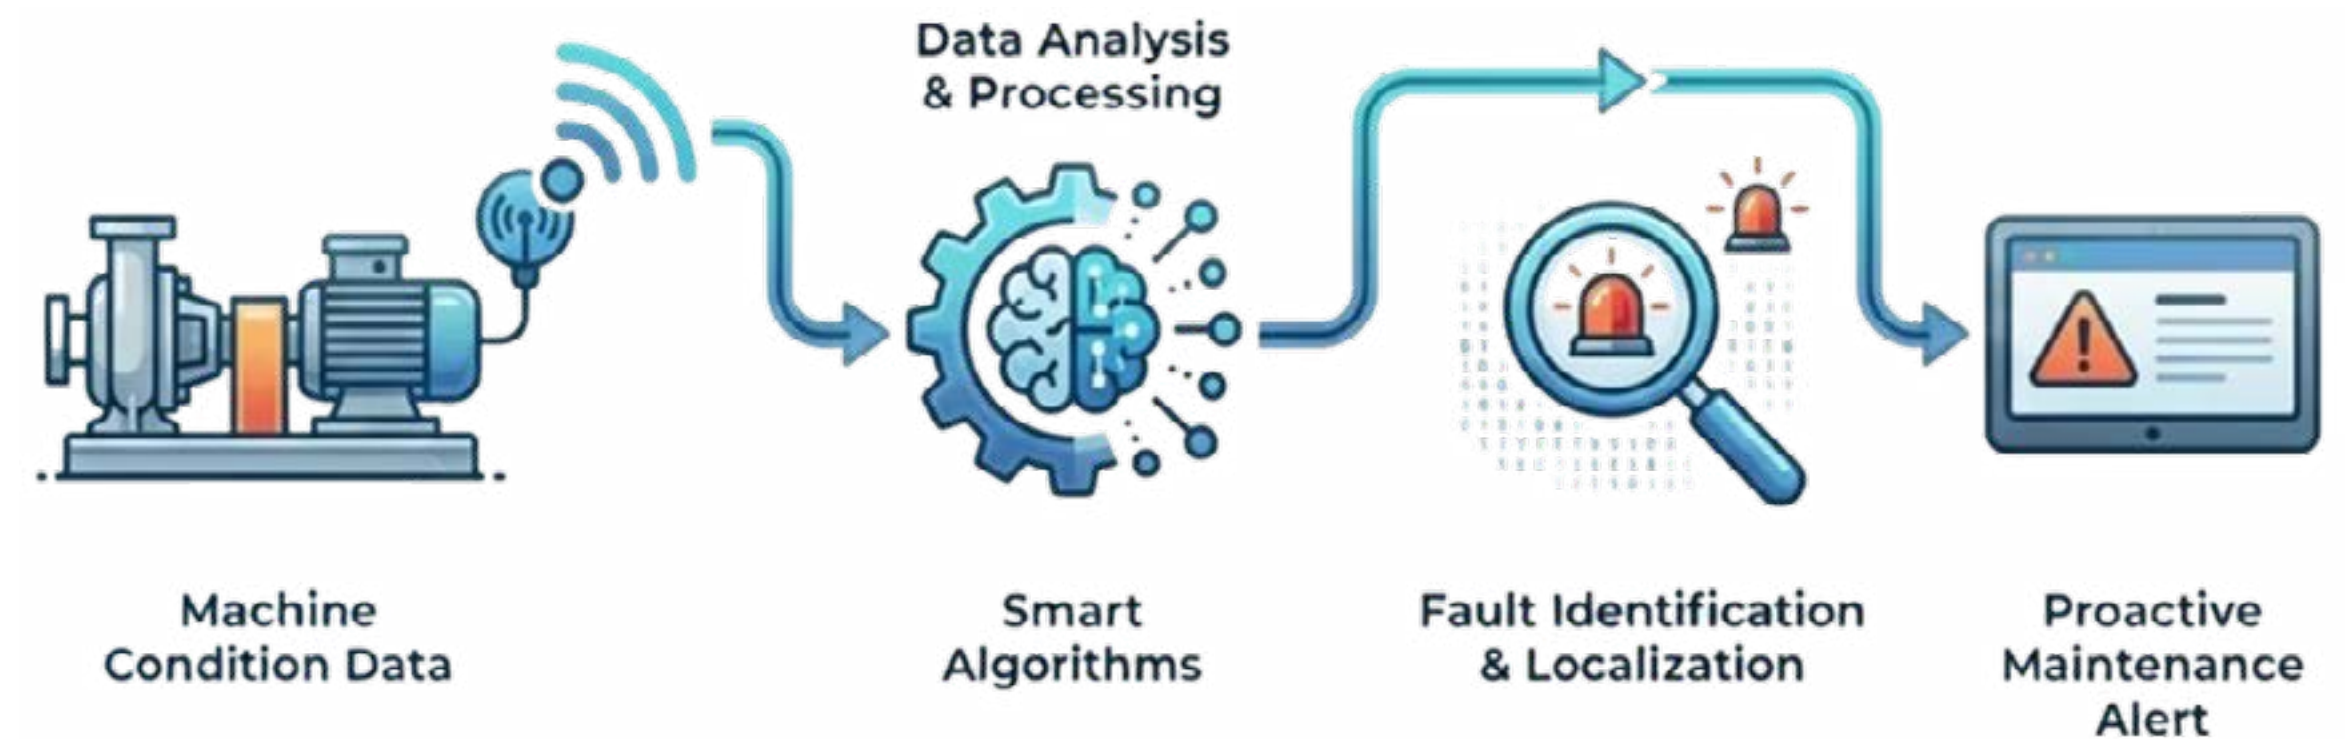 Data Analysis
& Processing
Machine
Condition Data
Smart
Algorithms
Fault Identification
& Localization
Proactive
Maintenance
Alert